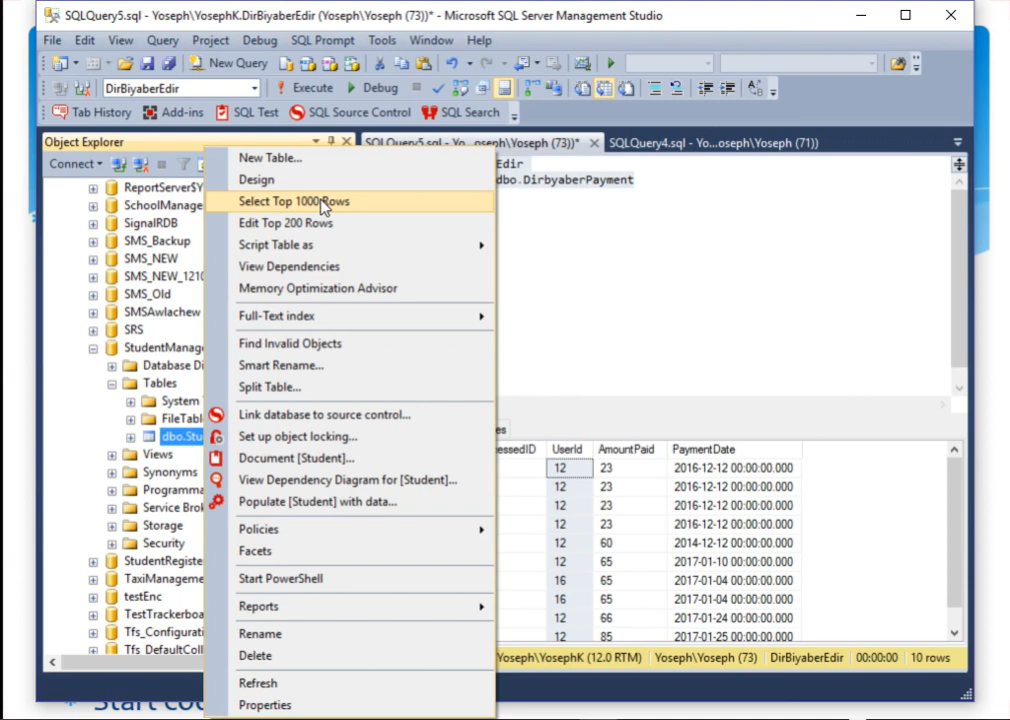 SQLQuery5.sql - Yoseph\YosephK.DirBiyaberEdir (Yoseph\Yoseph (73))* - Microsoft SQL Server Management Studio
File Edit View Query Project Debug SQL Prompt Tools Window Help
New Query
DirBiyaberEdir Execute Debug
Tab History Add-ins SQL Test SQL Source Control SQL Search
Object Explorer
SQLQuery5.sql - Yo...oseph\Yoseph (73))* SQLQuery4.sql - Yo...oseph\Yoseph (71))
Connect
ReportServer$Y
SchoolManage
SignalRDB
SMS_Backup
SMS_NEW
SMS_NEW_1210
SMS_Old
SMSAwlachew
SRS
StudentManag
Database Di
Tables
System
FileTabl
dbo.Stu
Views
Synonyms
Programma
Service Brok
Storage
Security
StudentRegiste
TaxiManageme
testEnc
TestTrackerboa
Tfs_Configurati
Tfs_DefaultColl
New Table...
Design
Select Top 1000 Rows
Edit Top 200 Rows
Script Table as
View Dependencies
Memory Optimization Advisor
Full-Text index
Find Invalid Objects
Smart Rename...
Split Table...
Link database to source control...
Set up object locking...
Document [Student]...
View Dependency Diagram for [Student]...
Populate [Student] with data...
Policies
Facets
Start PowerShell
Reports
Rename
Delete
Refresh
Properties
Edir
dbo.DirbyaberPayment
es
essedID UserId AmountPaid PaymentDate
12 23 2016-12-12 00:00:00.000
12 23 2016-12-12 00:00:00.000
12 23 2016-12-12 00:00:00.000
12 23 2016-12-12 00:00:00.000
12 60 2014-12-12 00:00:00.000
12 65 2017-01-10 00:00:00.000
16 65 2017-01-04 00:00:00.000
16 65 2017-01-04 00:00:00.000
12 66 2017-01-24 00:00:00.000
12 85 2017-01-25 00:00:00.000
Yoseph\YosephK (12.0 RTM) Yoseph\Yoseph (73) DirBiyaberEdir 00:00:00 10 rows
* Start